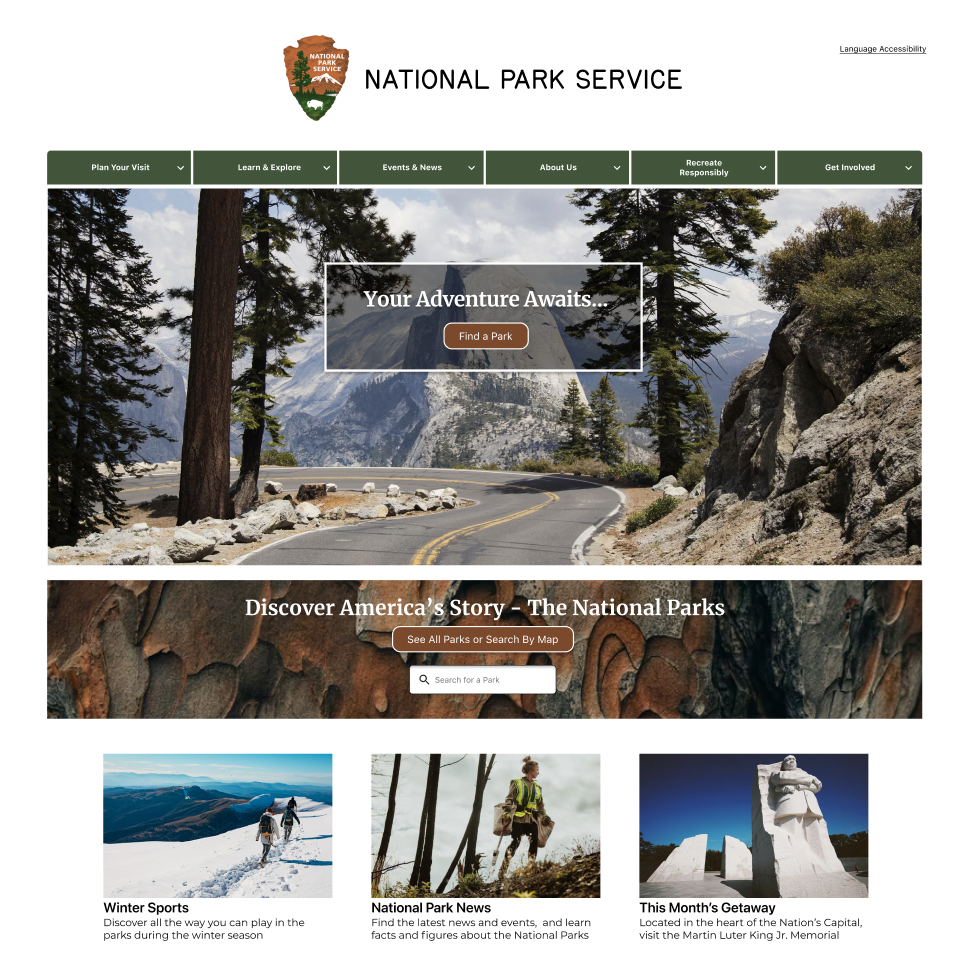 NATIONAL
PARK
SERVICE
NATIONAL PARK SERVICE
Language Accessibility
Plan Your Visit
Learn & Explore
Events & News
About Us
Recreate
Responsibly
Get Involved
Your Adventure Awaits...
Find a Park
Discover America's Story - The National Parks
See All Parks or Search By Map
Search for a Park
Winter Sports
Discover all the way you can play in the
parks during the winter season
National Park News
Find the latest news and events,  and learn
facts and figures about the National Parks
This Month's Getaway
Located in the heart of the Nation's Capital,
visit the Martin Luter King Jr. Memorial